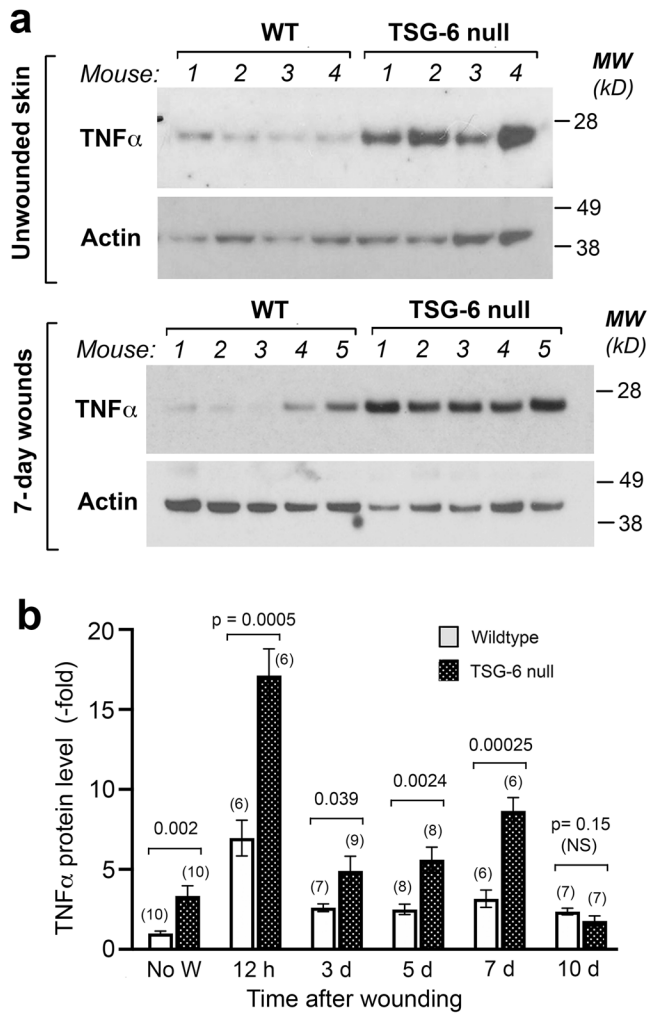 a
WT TSG-6 null MW
Mouse: 1 2 3 4 1 2 3 4 (kD)
Unwounded skin
TNFα
28
Actin
49
38
WT TSG-6 null MW
Mouse: 1 2 3 4 5 1 2 3 4 5 (kD)
7-day wounds
TNFα
28
Actin
49
38
b
TNFα protein level (-fold)
20
15
10
5
0
Wildtype
TSG-6 null
0.002
(10) (10)
p = 0.0005
(6) (6)
0.039
(7) (9)
0.0024
(8) (8)
0.00025
(6) (6)
p= 0.15
(NS)
(7) (7)
No W 12 h 3 d 5 d 7 d 10 d
Time after wounding